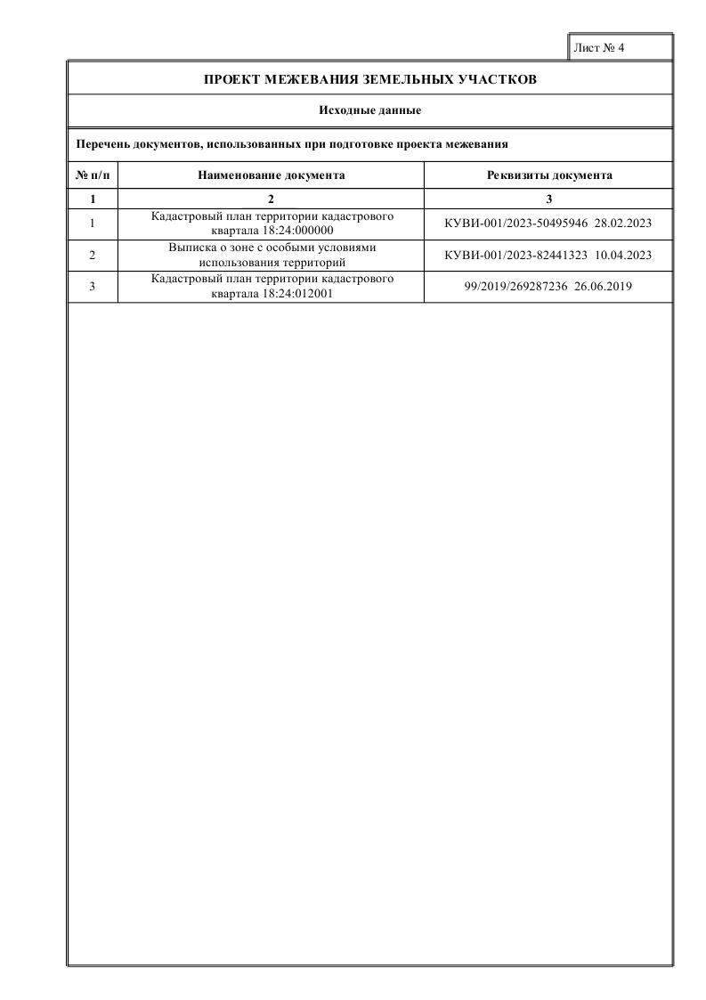 Лист № 4
ПРОЕКТ МЕЖЕВАНИЯ ЗЕМЕЛЬНЫХ УЧАСТКОВ
Исходные данные
Перечень документов, использованных при подготовке проекта межевания
№ п/п Наименование документа Реквизиты документа
1 2 3
Кадастровый план территории кадастрового
1 КУВИ-001/2023-50495946 28.02.2023
квартала 18:24:000000
Выписка о зоне с особыми условиями
2 КУВИ-001/2023-82441323 10.04.2023
использования территорий
Кадастровый план территории кадастрового
3 99/2019/269287236 26.06.2019
квартала 18:24:012001